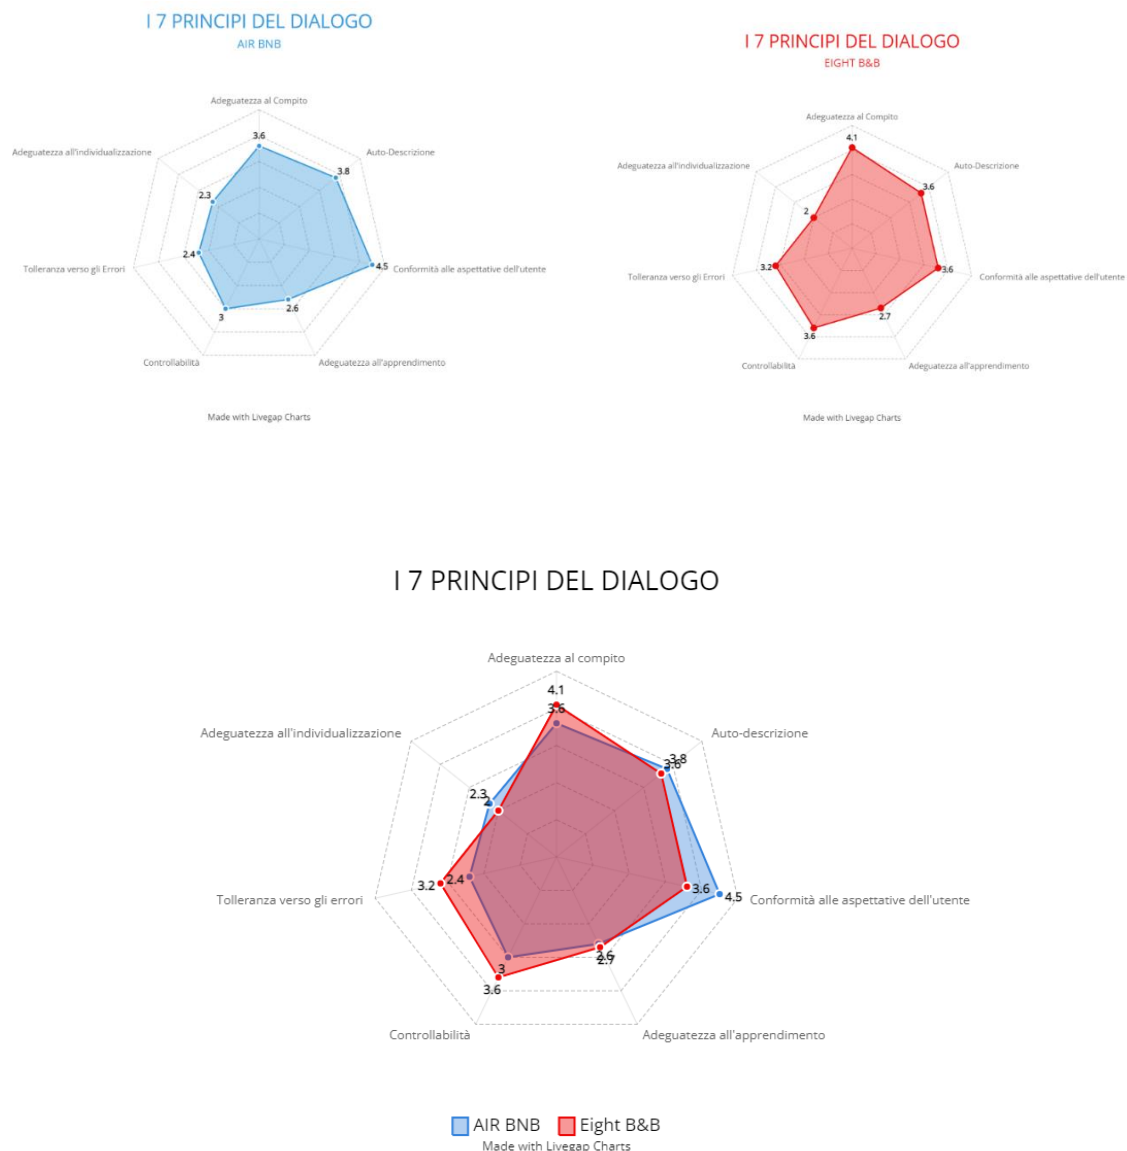 I 7 PRINCIPI DEL DIALOGO
AIR BNB
Adeguatezza al Compito
3.6
Adeguatezza all'individualizzazione
Auto-Descrizione
3.8
2.3
2.4
Tolleranza verso gli Errori
4.5
Conformità alle aspettative dell'utente
2.6
3
Controllabilità
Adeguatezza all'apprendimento
Made with Livegap Charts
I 7 PRINCIPI DEL DIALOGO
EIGHT B&B
Adeguatezza al Compito
4.1
Adeguatezza all'individualizzazione
Auto-Descrizione
3.6
2
3.2
Tolleranza verso gli Errori
3.6
Conformità alle aspettative dell'utente
2.7
3.6
Controllabilità
Adeguatezza all'apprendimento
Made with Livegap Charts
I 7 PRINCIPI DEL DIALOGO
Adeguatezza al compito
4.1
3.6
Adeguatezza all'individualizzazione
Auto-descrizione
3.8
3.6
2.3
2
3.2
2.4
Tolleranza verso gli errori
3.6
4.5
Conformità alle aspettative dell'utente
2.6
2.7
3
3.6
Controllabilità
Adeguatezza all'apprendimento
AIR BNB
Eight B&B
Made with Livegap Charts